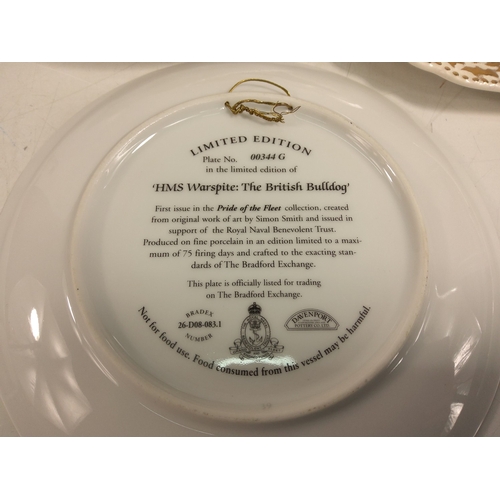 LIMITED EDITION
Plate No. 00344 G
in the limited edition of
'HMS Warspite: The British Bulldog'
First issue in the Pride of the Fleet collection, created
from original work of art by Simon Smith and issued in
support of the Royal Naval Benevolent Trust.
Produced on fine porcelain in an edition limited to a maxi-
mum of 75 firing days and crafted to the exacting stan-
dards of The Bradford Exchange.
This plate is officially listed for trading
on The Bradford Exchange.
BRADEX
26-D08-083.1
NUMBER
DAVENPORT
POTTERY CO. LTD.
Not for food use. Food consumed from this vessel may be harmful.